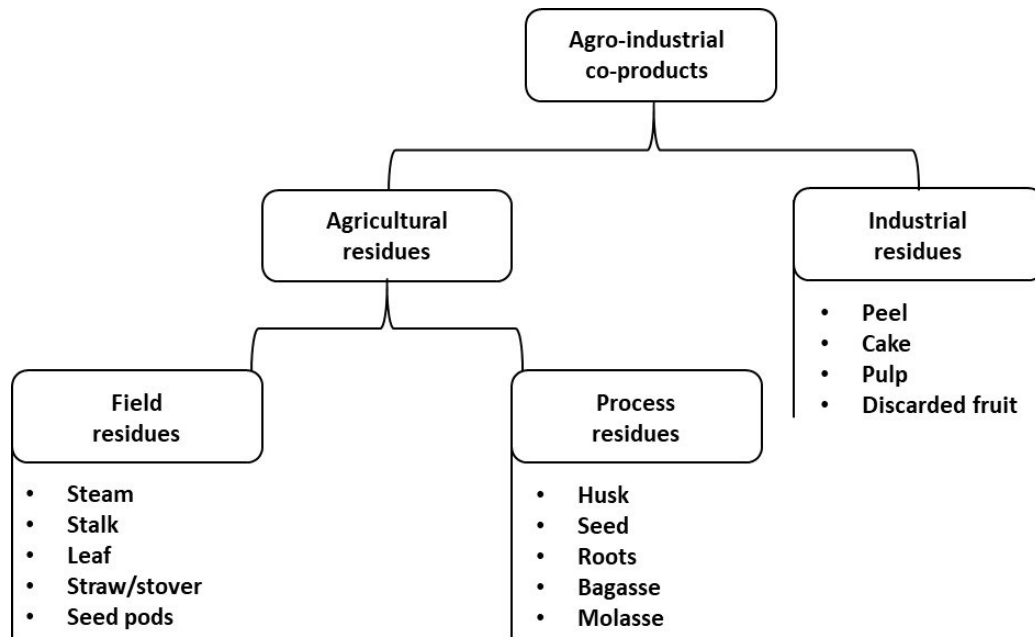 Agro-industrial
co-products
Agricultural
residues
Industrial
residues
• Peel
• Cake
• Pulp
• Discarded fruit
Field
residues
• Steam
• Stalk
• Leaf
• Straw/stover
• Seed pods
Process
residues
• Husk
• Seed
• Roots
• Bagasse
• Molasse